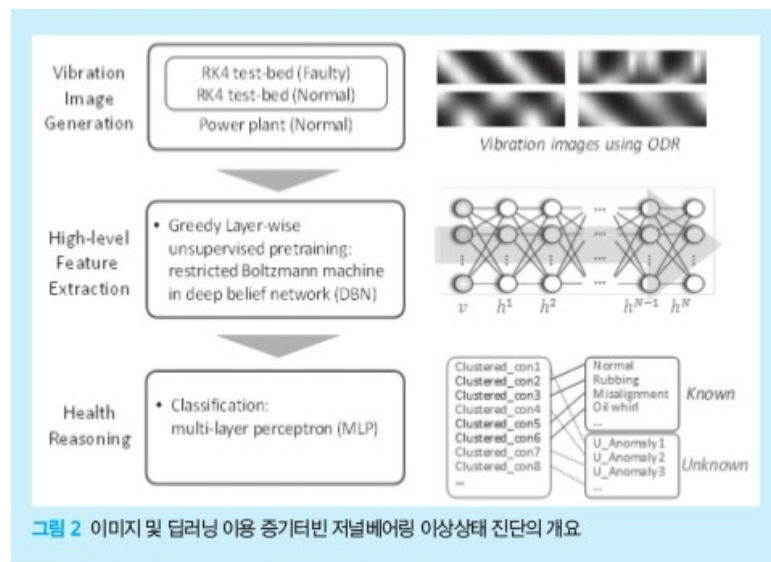 Vibration
Image
Generation
RK4 test-bed (Faulty)
RK4 test-bed (Normal)
Power plant (Normal)
Vibration images using ODR
High-level
Feature
Extraction
• Greedy Layer-wise
unsupervised pretraining:
restricted Boltzmann machine
in deep belief network (DBN)
...
...
v h¹ h² h^{N-1} h^N
Health
Reasoning
• Classification:
multi-layer perceptron (MLP)
Clustered_con1
Clustered_con2
Clustered_con3
Clustered_con4
Clustered_con5
Clustered_con6
Clustered_con7
Clustered_con8
...
Normal
Rubbing
Misalignment
Oil whirl
...
Known
U_Anomaly1
U_Anomaly2
U_Anomaly3
...
Unknown
그림 2 이미지 및 딥러닝 이용 증기터빈 저널베어링 이상상태 진단의 개요